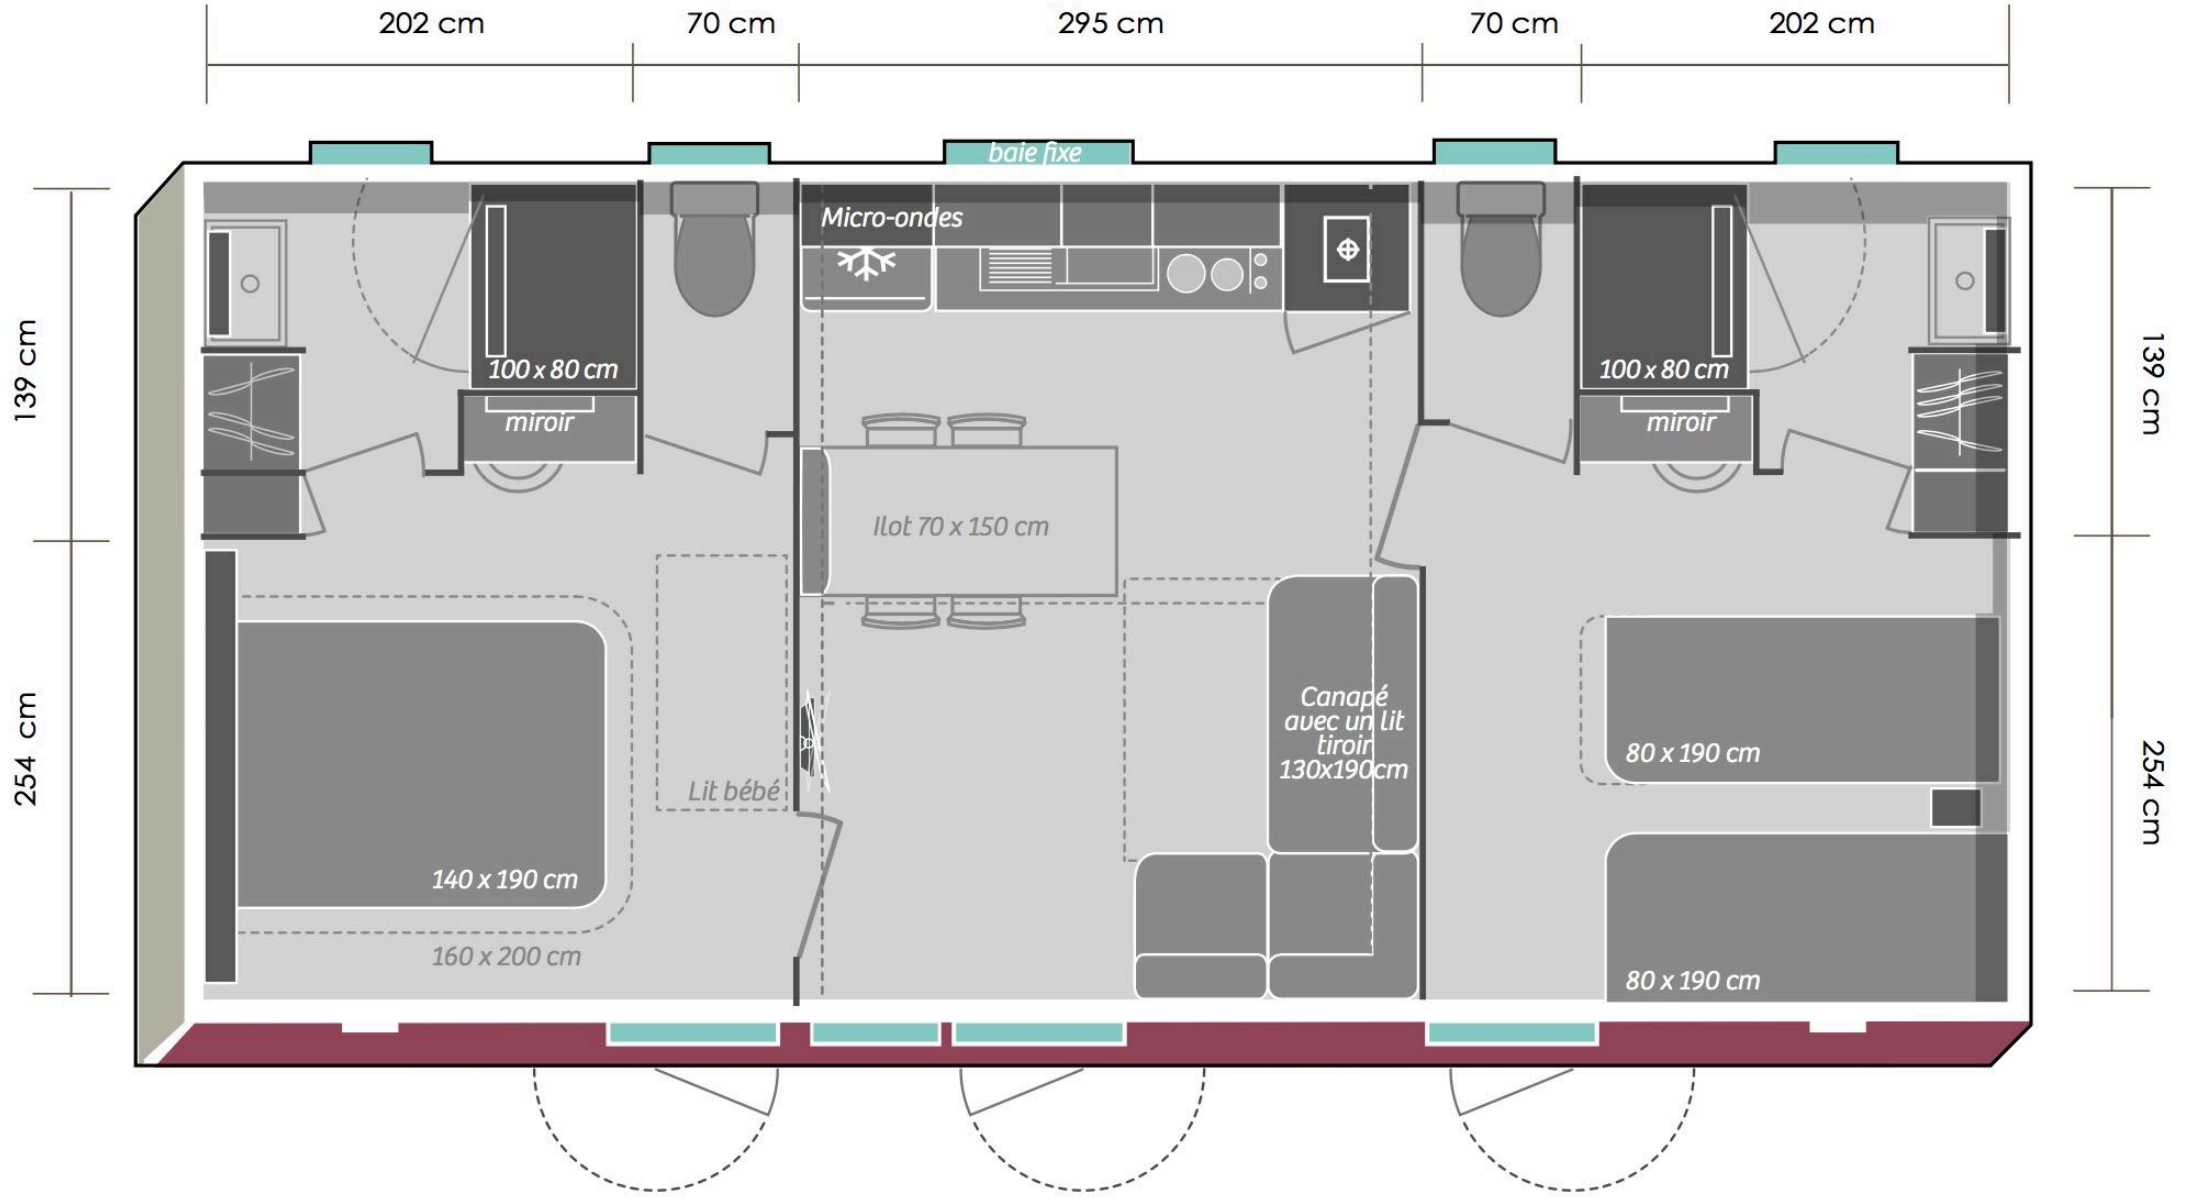 202 cm
70 cm
295 cm
70 cm
202 cm
baie fixe
Micro-ondes
139 cm
100 x 80 cm
100 x 80 cm
139 cm
miroir
miroir
Ilot 70 x 150 cm
254 cm
Canapé
avec un lit
tiroir
130x190cm
80 x 190 cm
254 cm
Lit bébé
140 x 190 cm
160 x 200 cm
80 x 190 cm